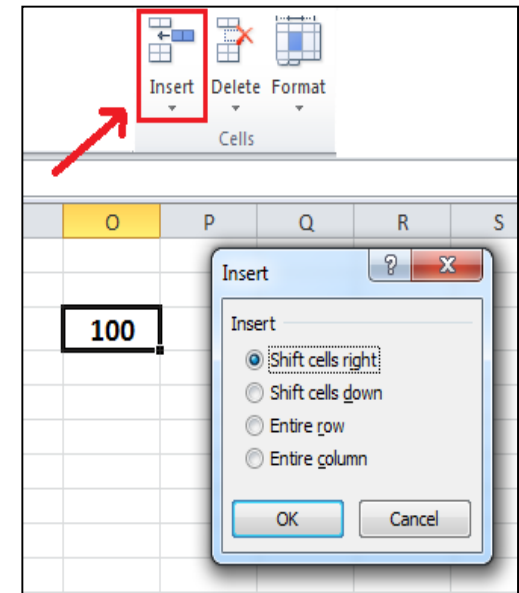 Insert Delete Format
Cells
O P Q R S
Insert
? X
100
Insert
Shift cells right
Shift cells down
Entire row
Entire column
OK Cancel